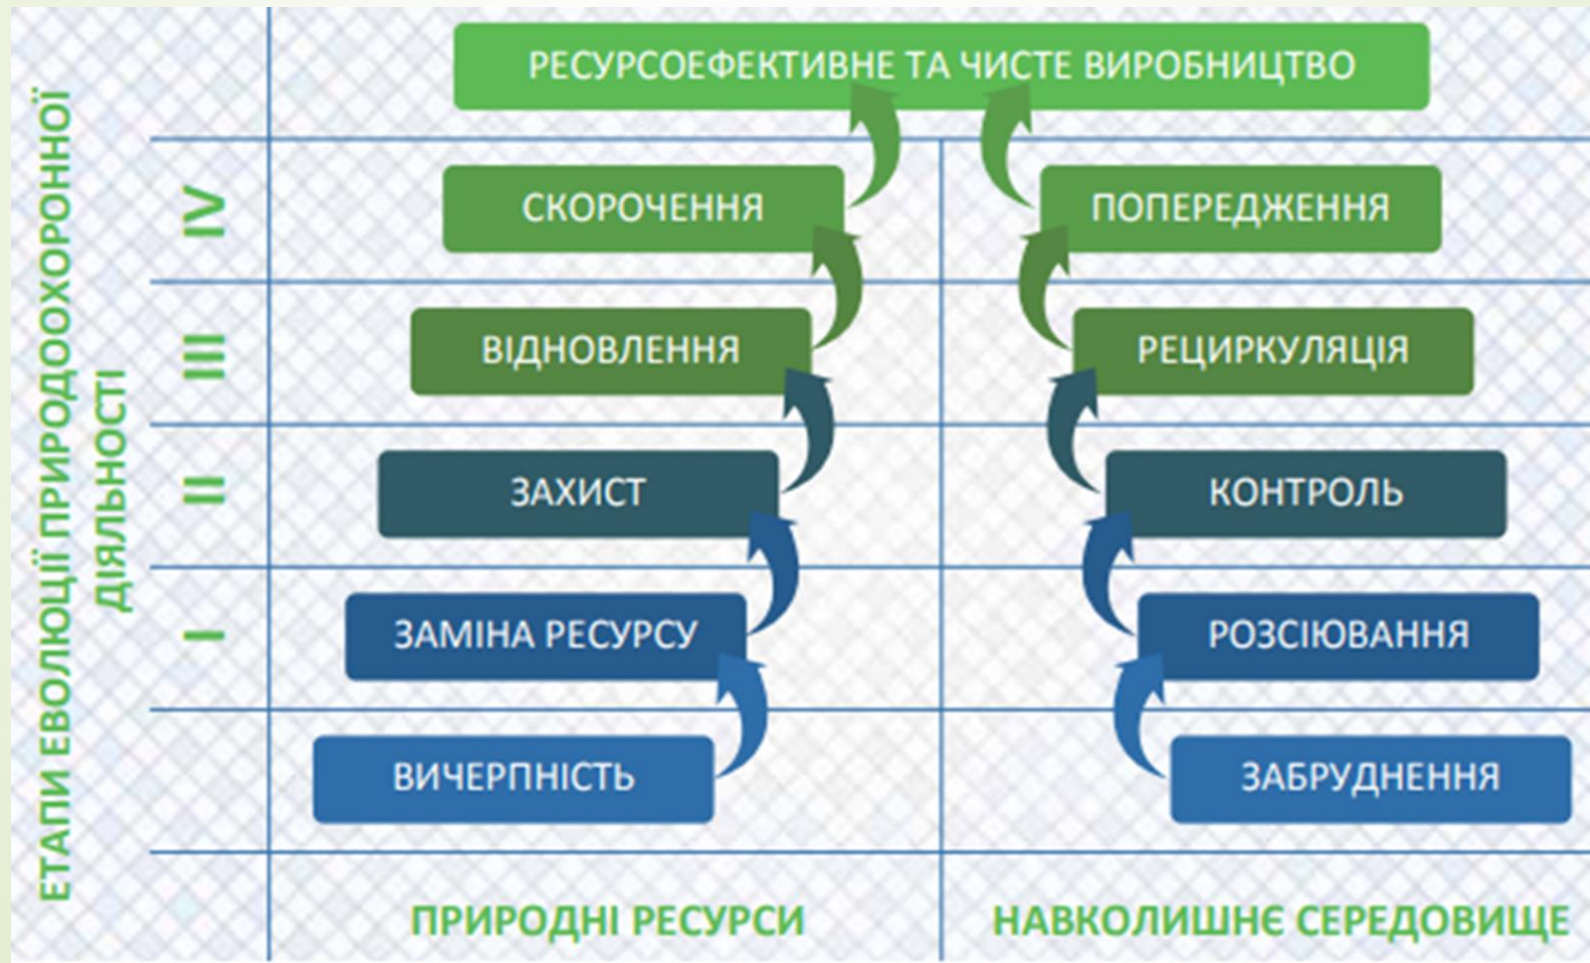 РЕСУРСОЕФЕКТИВНЕ ТА ЧИСТЕ ВИРОБНИЦТВО
ЕТАПИ ЕВОЛЮЦІЇ ПРИРОДООХОРОННОЇ
ДІЯЛЬНОСТІ
IV
СКОРОЧЕННЯ
ПОПЕРЕДЖЕННЯ
III
ВІДНОВЛЕННЯ
РЕЦИРКУЛЯЦІЯ
II
ЗАХИСТ
КОНТРОЛЬ
I
ЗАМІНА РЕСУРСУ
РОЗСІЮВАННЯ
ВИЧЕРПНІСТЬ
ЗАБРУДНЕННЯ
ПРИРОДНІ РЕСУРСИ
НАВКОЛИШНЄ СЕРЕДОВИЩЕ